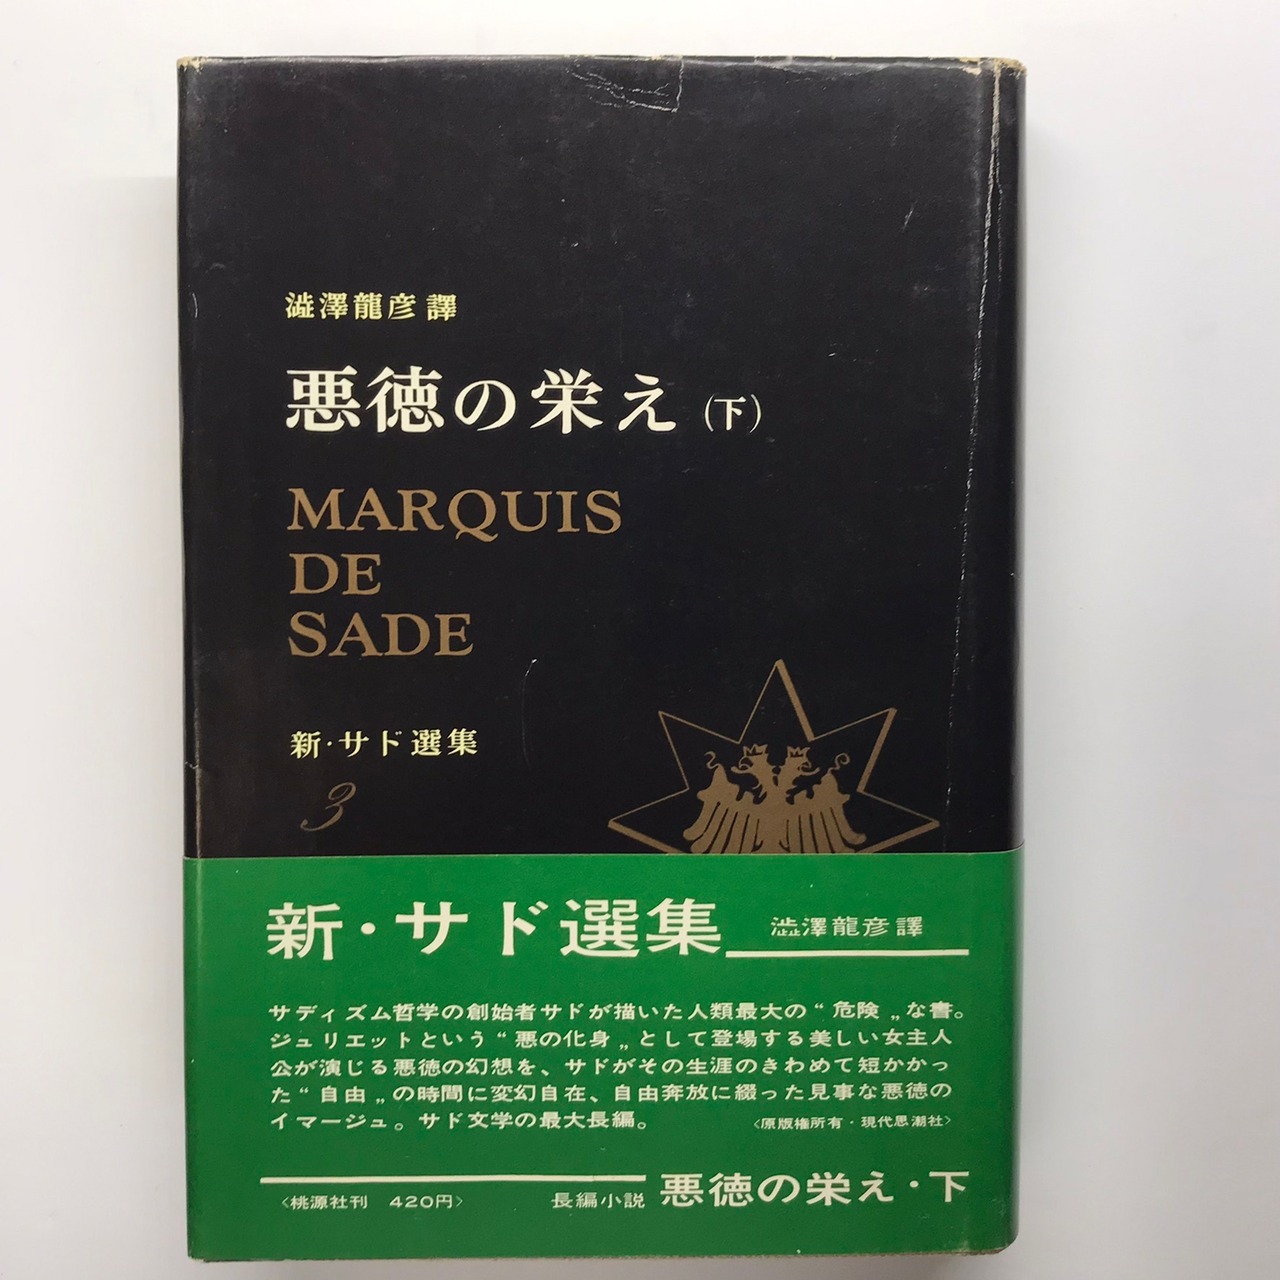 澁澤龍彦 譯
悪徳の栄え (下)
MARQUIS
DE
SADE
新・サド選集
3
新・サド選集 澁澤龍彦譯
サディズム哲学の創始者サドが描いた人類最大の“危険„な書。
ジュリエットという“悪の化身„として登場する美しい女主人
公が演じる悪徳の幻想を、サドがその生涯のきわめて短かかっ
た“自由„の時間に変幻自在、自由奔放に綴った見事な悪徳の
イマージュ。サド文学の最大長編。 〈原版権所有・現代思潮社〉
〈桃源社刊 420円〉 長編小説 悪徳の栄え・下